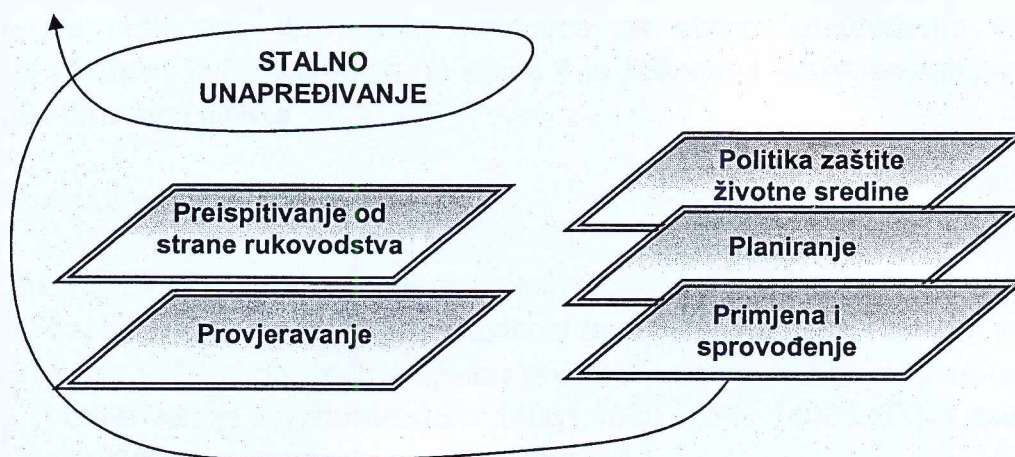 STALNO
UNAPREĐIVANJE
Politika zaštite
životne sredine
Preispitivanje od
strane rukovodstva
Planiranje
Provjeravanje
Primjena i
sprovođenje